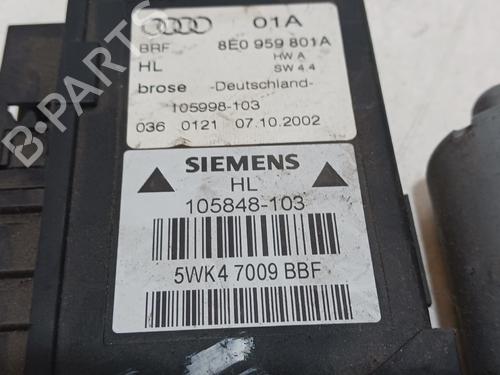 01A
BRF 8E0 959 801A
HL HW A
SW 4.4
brose -Deutschland-
105998-103
036 0121 07.10.2002
SIEMENS
HL
105848-103
5WK4 7009 BBF